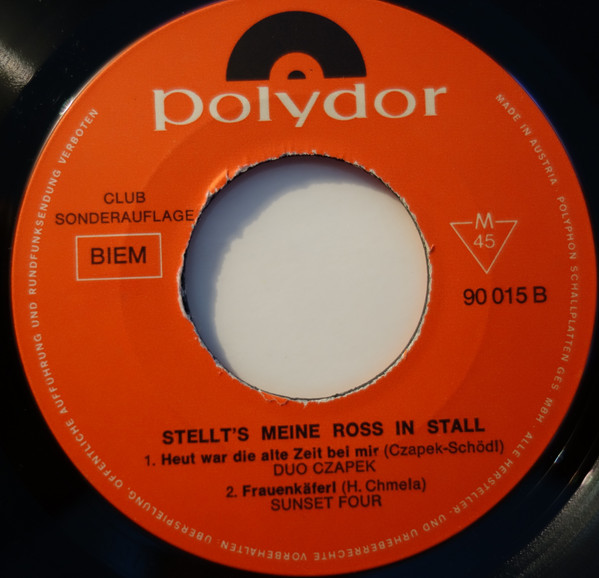 polydor
CLUB
SONDERAUFLAGE
BIEM
M
45
90 015 B
STELLT'S MEINE ROSS IN STALL
1. Heut war die alte Zeit bei mir (Czapek-Schödl)
DUO CZAPEK
2. Frauenkäferl (H. Chmela)
SUNSET FOUR
MADE IN AUSTRIA. POLYPHON SCHALLPLATTEN GES. MBH. ALLE HERSTELLER- UND URHEBERRECHTE VORBEHALTEN. ÜBERSPIELUNG, ÖFFENTLICHE AUFFÜHRUNG UND RUNDFUNKSENDUNG VERBOTEN